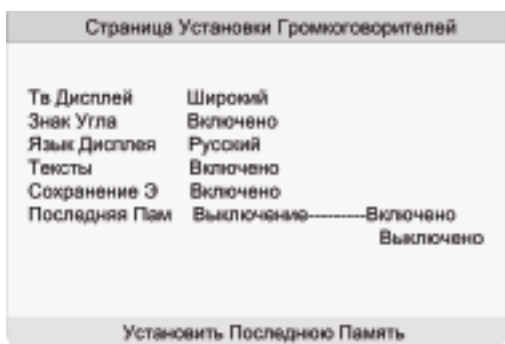 Страница Установки Громкоговорителей
Тв Дисплей Широкий
Знак Угла Включено
Язык Дисплея Русский
Тексты Включено
Сохранение Э Включено
Последняя Пам Выключение---------Включено
Выключено
Установить Последнюю Память